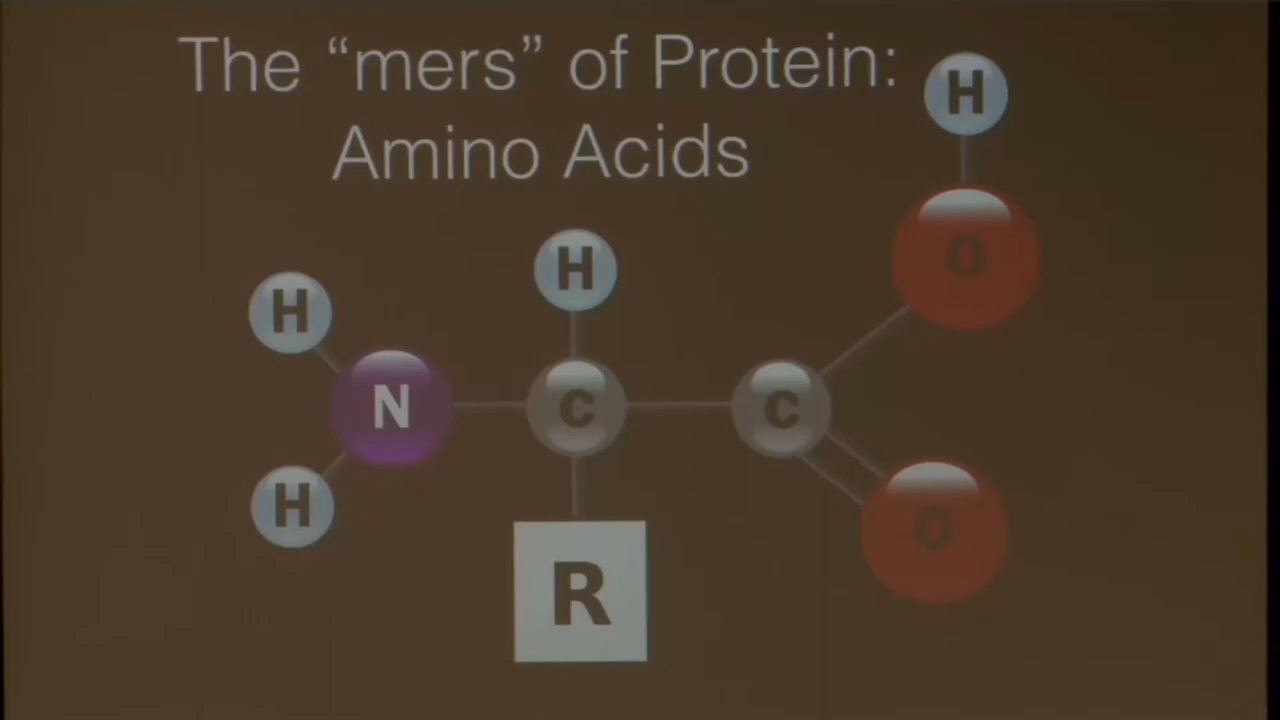 The “mers” of Protein:
Amino Acids
H
O
H
H
N
C
C
H
O
R